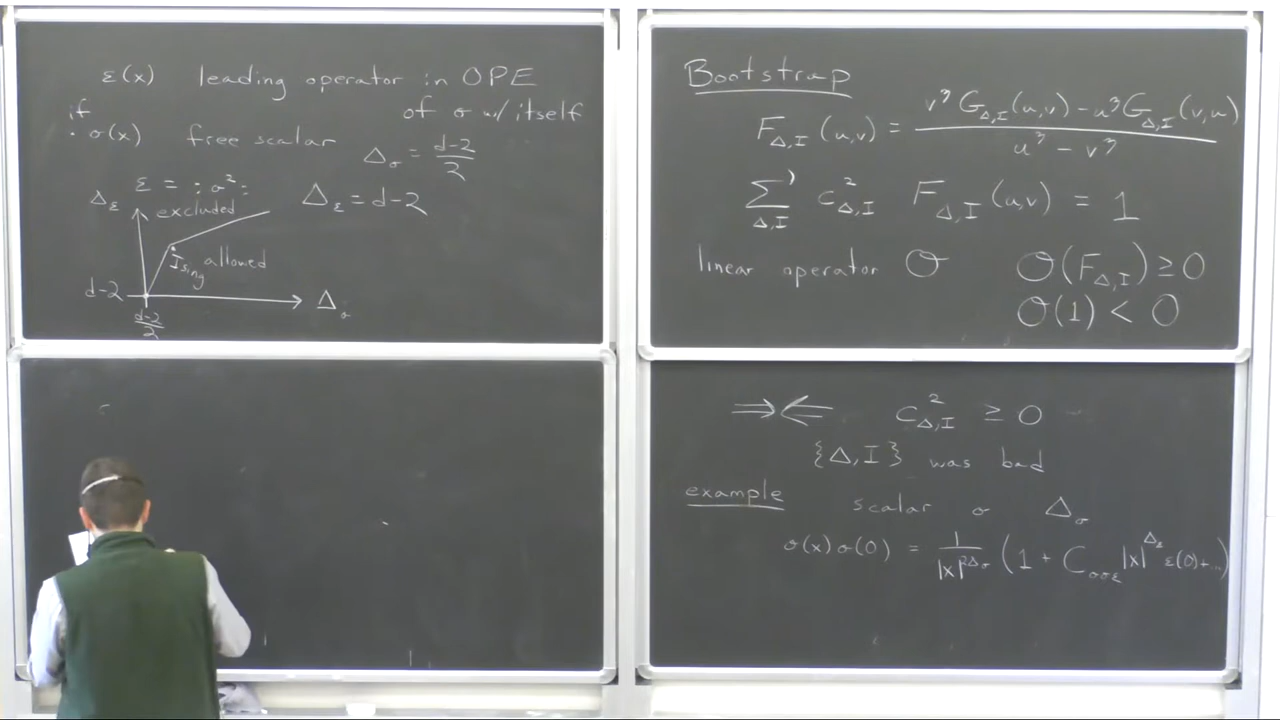 ε(x) leading operator in OPE
of σ w/ itself
if
· σ(x) free scalar Δ_σ = (d-2)/2
ε = :σ²: Δ_ε = d-2
Δ_ε excluded
Ising allowed
d-2
(d-2)/2
Δ_σ
Bootstrap
F_{Δ,I}(u,v) = (v^Δ G_{Δ,I}(u,v) - u^Δ G_{Δ,I}(v,u)) / (u^Δ - v^Δ)
∑'_{Δ,I} c²_{Δ,I} F_{Δ,I}(u,v) = 1
linear operator O O(F_{Δ,I}) ≥ 0
O(1) < 0
⇒⇐ c²_{Δ,I} ≥ 0
{Δ,I} was bad
example scalar σ Δ_σ
σ(x)σ(0) = 1/|x|^{2Δ_σ} (1 + C_{σσε} |x|^{Δ_ε} ε(0)+...)